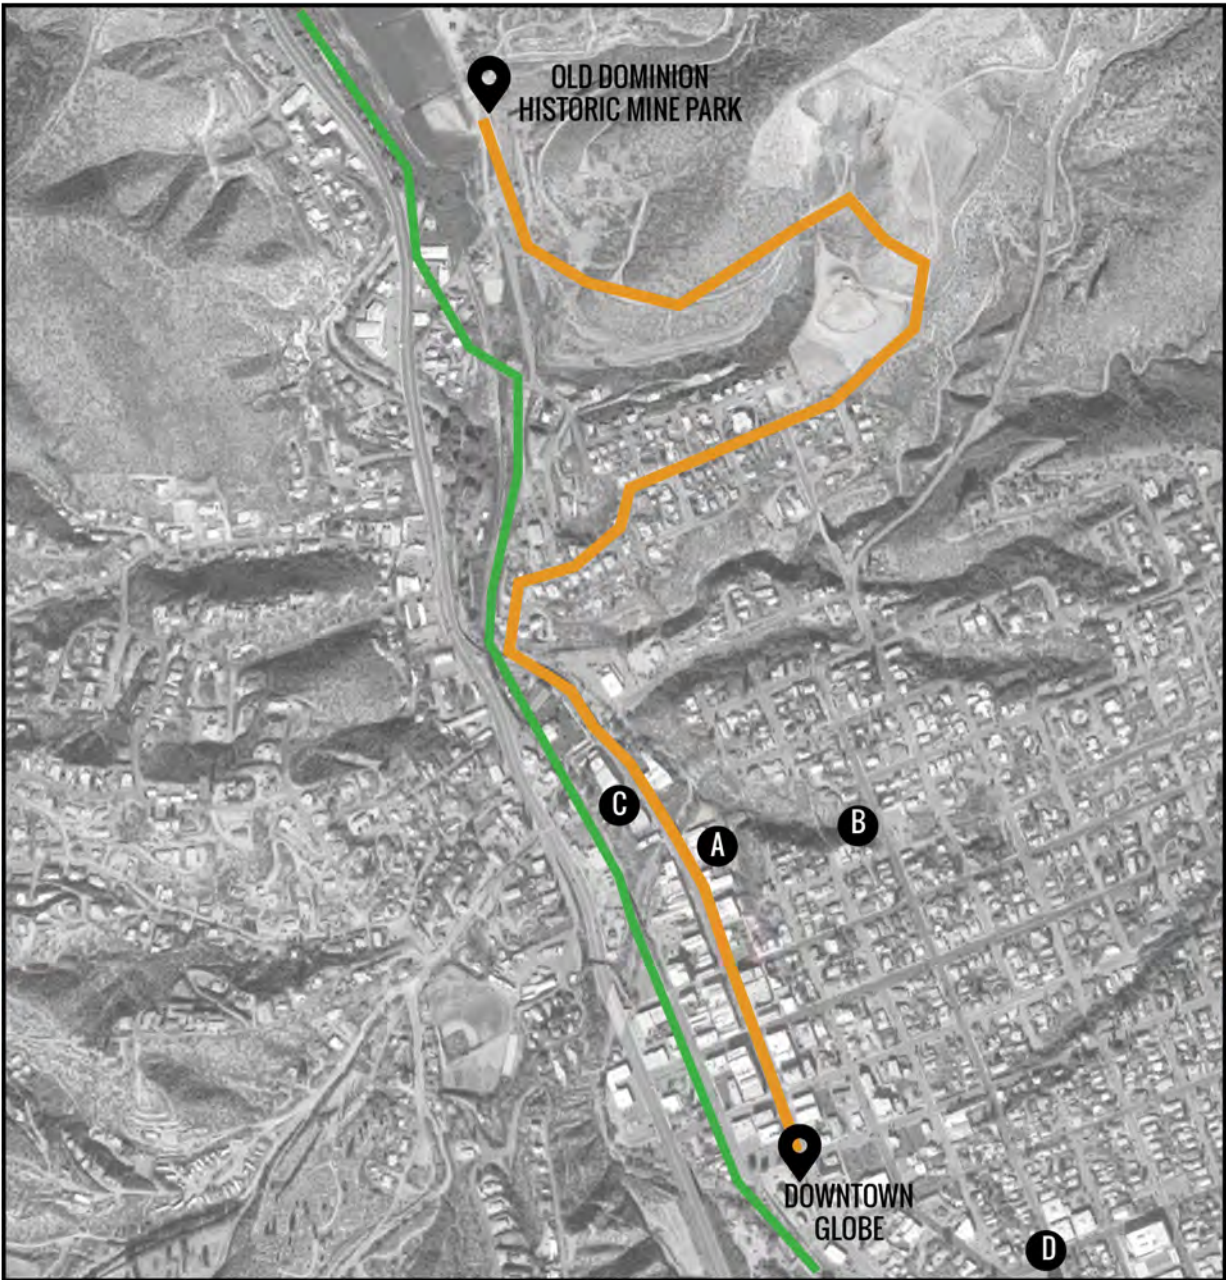 OLD DOMINION
HISTORIC MINE PARK
C
A
B
DOWNTOWN
GLOBE
D